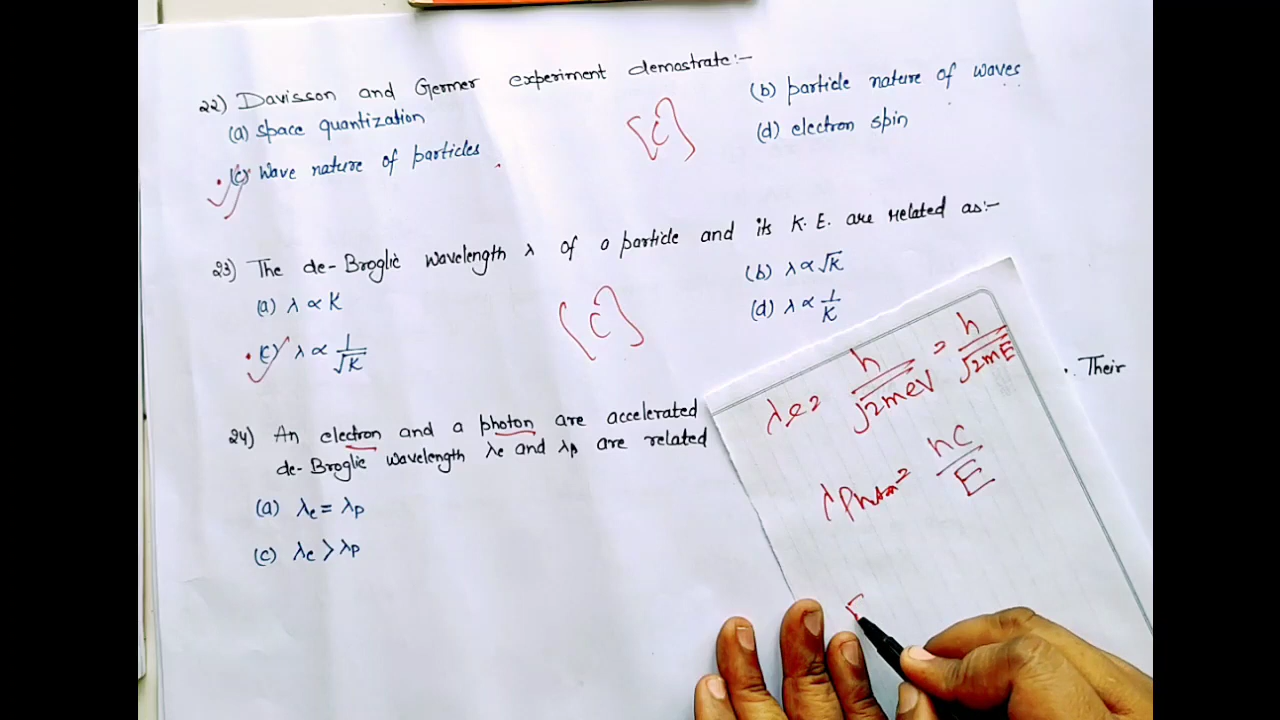 22) Davisson and Germer experiment demostrate:-
(a) space quantization
(b) particle nature of waves
(c) Wave nature of particles
(d) electron spin
[C]
23) The de-Broglie wavelength λ of a particle and its K.E. are related as:-
(a) λ ∝ K
(b) λ ∝ √K
(c) λ ∝ 1/√K
(d) λ ∝ 1/K
[C]
24) An electron and a photon are accelerated
. Their
de-Broglie wavelength λe and λp are related
(a) λe = λp
(c) λe > λp
λe = h/√2meV = h/√2mE
λPhoton = hc/E